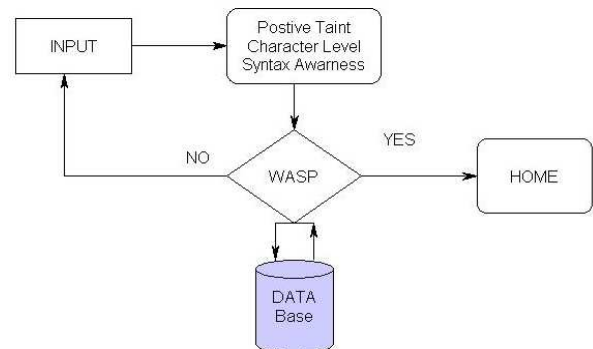 INPUT
Postive Taint
Character Level
Syntax Awarness
YES
NO
WASP
HOME
DATA
Base